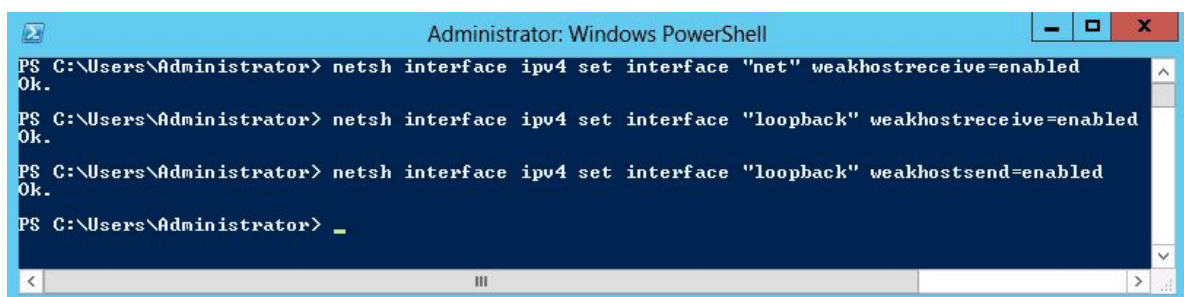 Administrator: Windows PowerShell
PS C:\Users\Administrator> netsh interface ipv4 set interface "net" weakhostreceive=enabled
Ok.
PS C:\Users\Administrator> netsh interface ipv4 set interface "loopback" weakhostreceive=enabled
Ok.
PS C:\Users\Administrator> netsh interface ipv4 set interface "loopback" weakhostsend=enabled
Ok.
PS C:\Users\Administrator> _